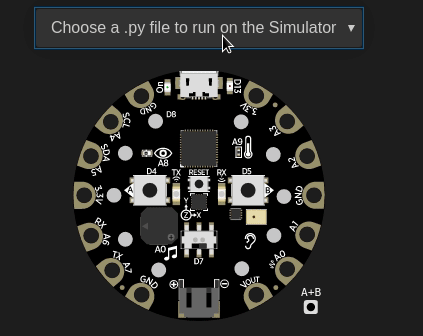 Choose a .py file to run on the Simulator
On
D13
GND
D8
3.3V
A4
SCL
A3
A8
A9
SDA
A5
A2
D4
TX
RESET
RX
D5
A
B
3.3V
GND
Y
Z
X
RX
A6
A1
A0
D7
A0
TX
A7
GND
VOUT
A+B